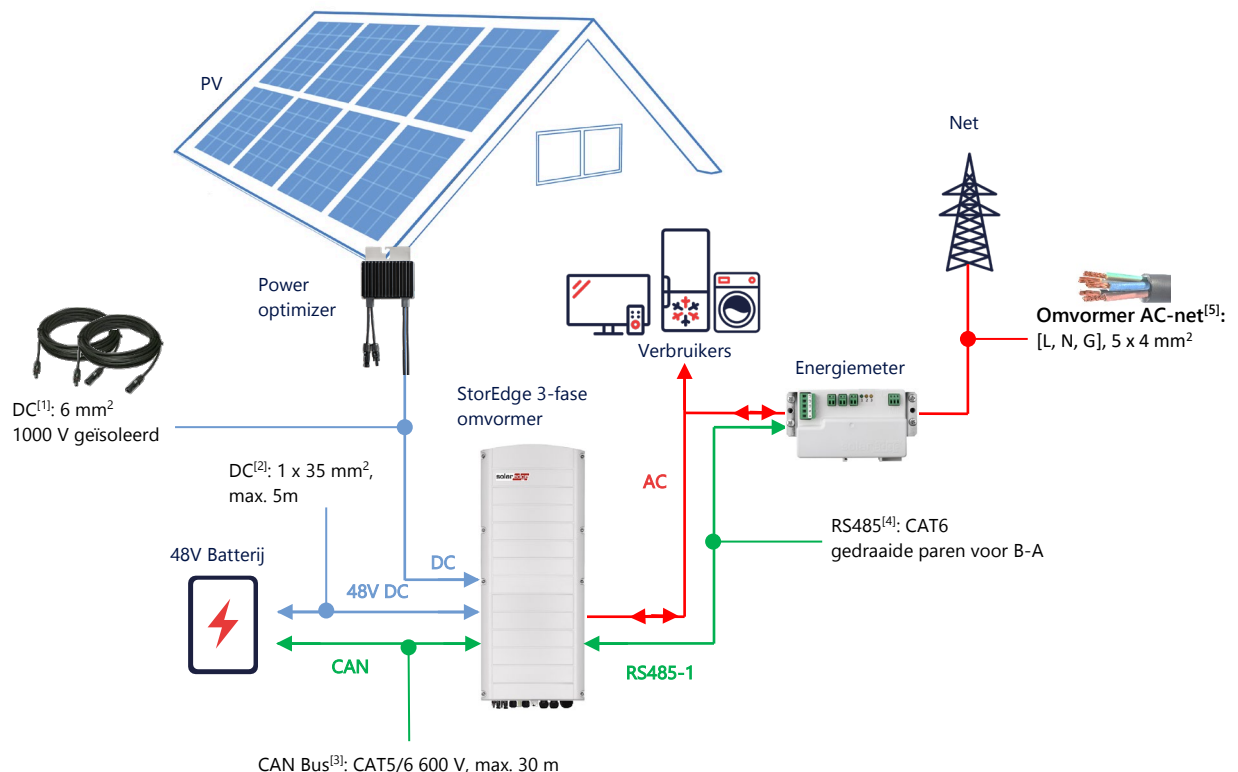 PV
Net
Power
optimizer
Omvormer AC-net[5]:
[L, N, G], 5 x 4 mm2
Verbruikers
Energiemeter
DC[1]: 6 mm2
1000 V geïsoleerd
StorEdge 3-fase
omvormer
DC[2]: 1 x 35 mm2,
max. 5m
solaredge
AC
RS485[4]: CAT6
gedraaide paren voor B-A
48V Batterij
DC
48V DC
CAN
RS485-1
CAN Bus[3]: CAT5/6 600 V, max. 30 m